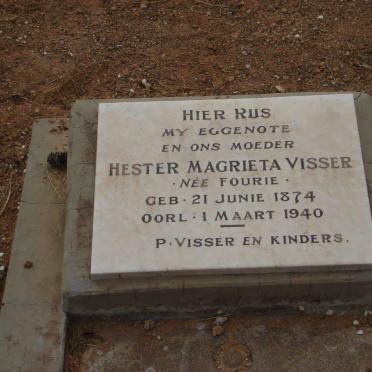 HIER RUS
MY EGGENOTE
EN ONS MOEDER
HESTER MAGRIETA VISSER
· NÉE FOURIE ·
GEB · 21 JUNIE 1874
OORL · 1 MAART 1940
P · VISSER EN KINDERS.